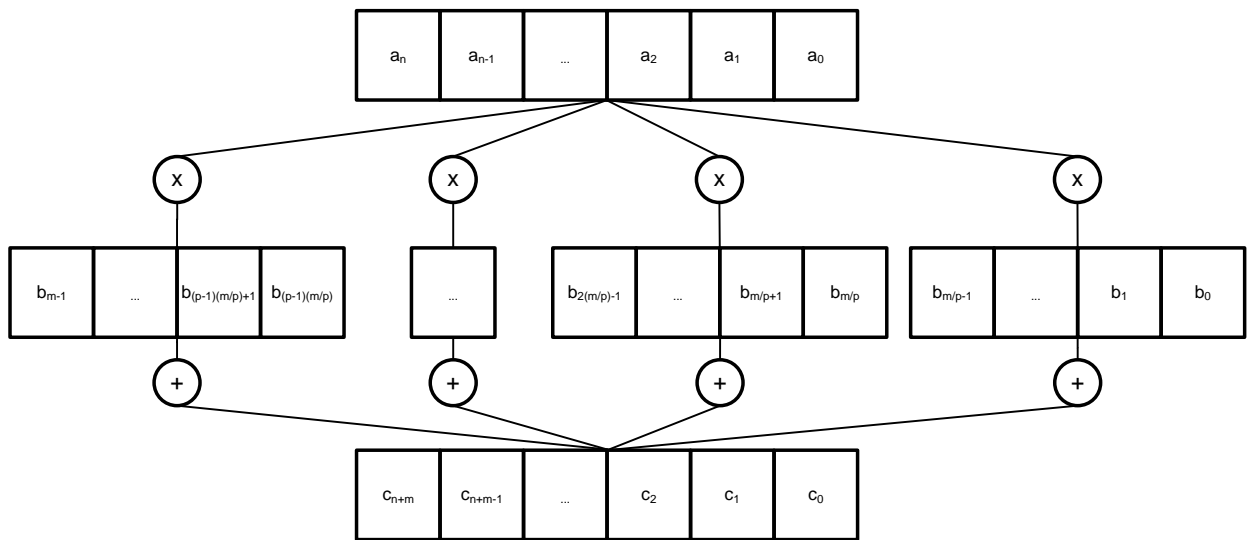 aₙ aₙ₋₁ ... a₂ a₁ a₀
x x x x
bₘ₋₁ ... b₍ₚ₋₁₎₍ₘ/ₚ₎₊₁ b₍ₚ₋₁₎₍ₘ/ₚ₎ ... b₂₍ₘ/ₚ₎₋₁ ... bₘ/ₚ₊₁ bₘ/ₚ bₘ/ₚ₋₁ ... b₁ b₀
+ + + +
cₙ₊ₘ cₙ₊ₘ₋₁ ... c₂ c₁ c₀